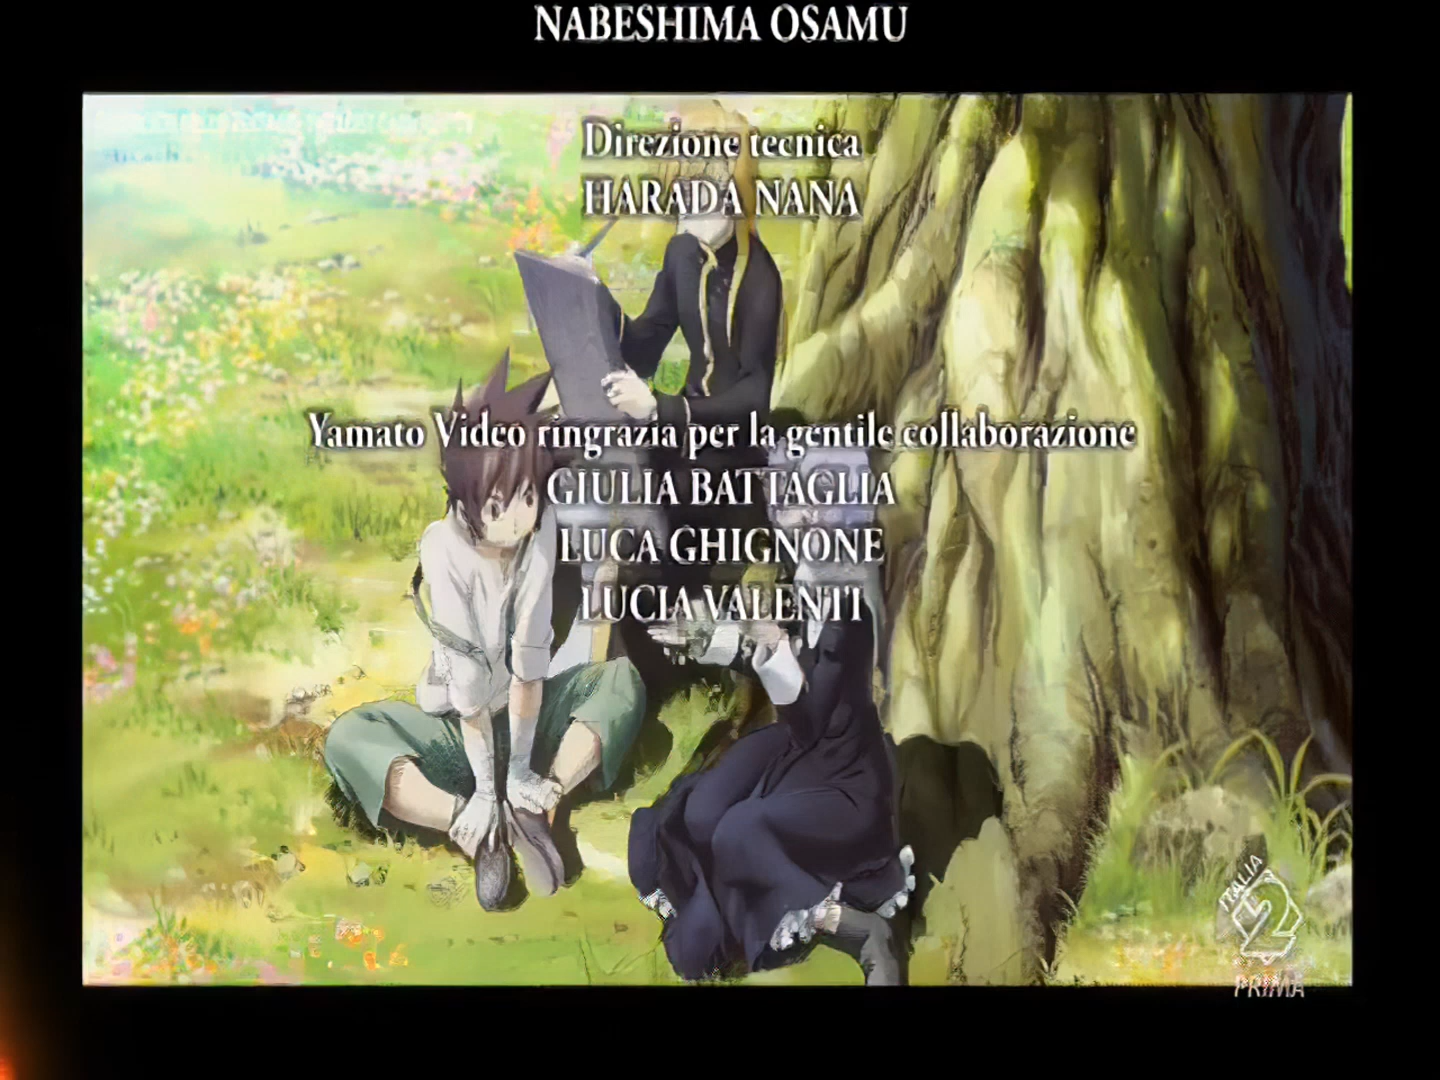 NABESHIMA OSAMU
Direzione tecnica
HARADA NANA
Yamato Video ringrazia per la gentile collaborazione
GIULIA BATTAGLIA
LUCA GHIGNONE
LUCIA VALENTI
ITALIA
2
PRIMA